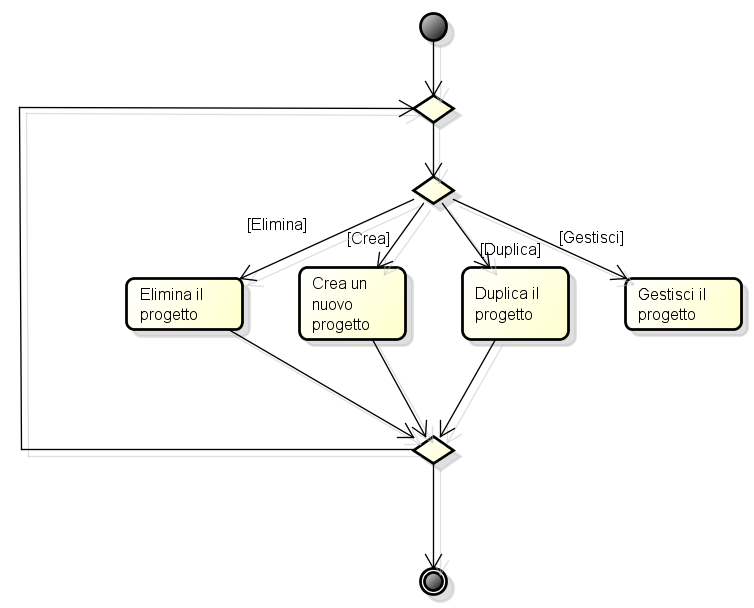 [Elimina]
[Crea]
[Duplica]
[Gestisci]
Elimina il
progetto
Crea un
nuovo
progetto
Duplica il
progetto
Gestisci il
progetto